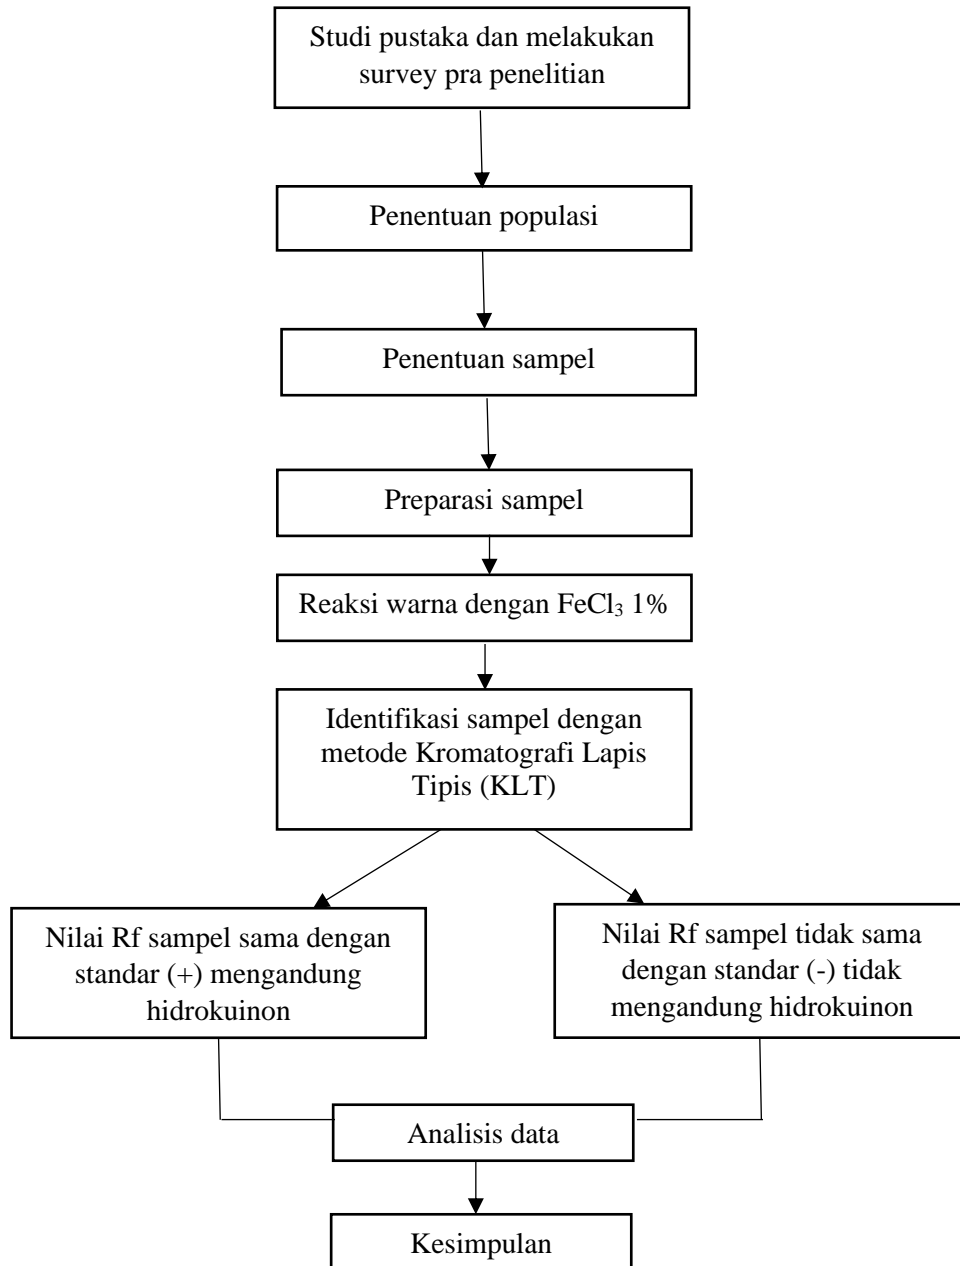 Studi pustaka dan melakukan
survey pra penelitian
Penentuan populasi
Penentuan sampel
Preparasi sampel
Reaksi warna dengan FeCl₃ 1%
Identifikasi sampel dengan
metode Kromatografi Lapis
Tipis (KLT)
Nilai Rf sampel sama dengan
standar (+) mengandung
hidrokuinon
Nilai Rf sampel tidak sama
dengan standar (-) tidak
mengandung hidrokuinon
Analisis data
Kesimpulan